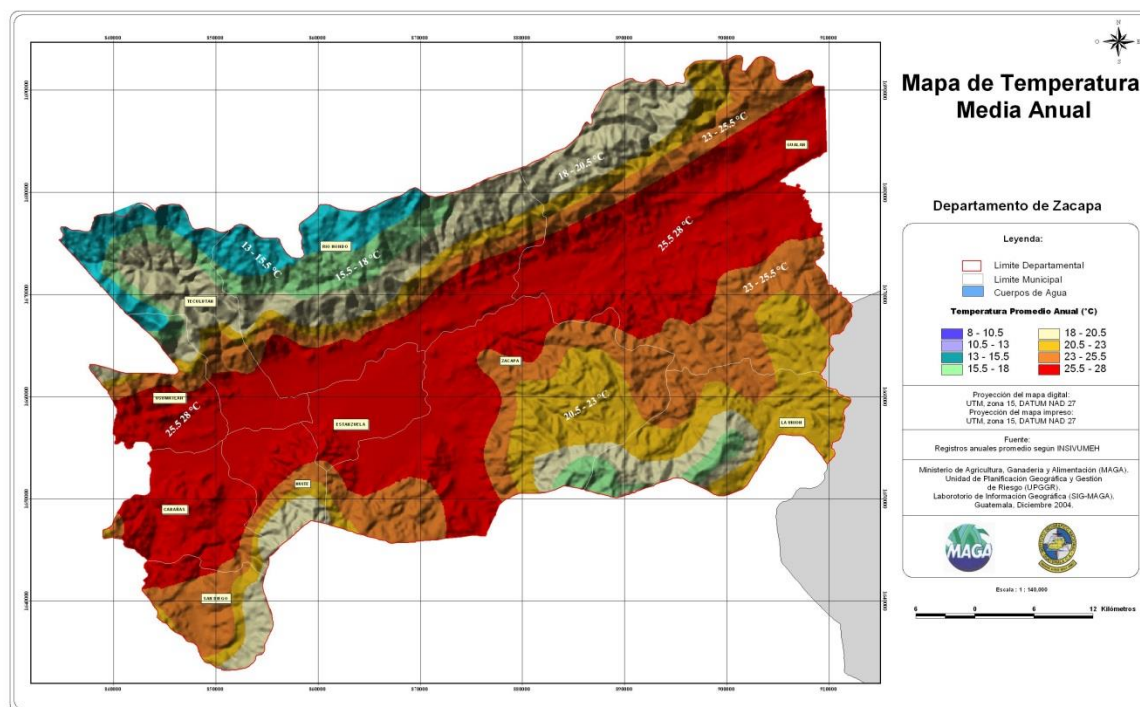 Mapa de Temperatura
Media Anual
Departamento de Zacapa
Leyenda:
Limite Departamental
Limite Municipal
Cuerpos de Agua
Temperatura Promedio Anual (°C)
8 - 10.5
10.5 - 13
13 - 15.5
15.5 - 18
18 - 20.5
20.5 - 23
23 - 25.5
25.5 - 28
Proyección del mapa digital:
UTM, zona 15, DATUM NAD 27
Proyección del mapa impreso:
UTM, zona 15, DATUM NAD 27
Fuente:
Registros anuales promedio según INSIVUMEH
Ministerio de Agricultura, Ganadería y Alimentación (MAGA).
Unidad de Planificación Geográfica y Gestión
de Riesgo (UPGGR).
Laboratorio de Información Geográfica (SIG-MAGA).
Guatemala, Diciembre 2004.
MAGA
Escala : 1 : 140,000
6 0 6 12 Kilómetros
23 - 25.5 °C
18 - 20.5 °C
GUALAN
13 - 15.5 °C
RIO HONDO
15.5 - 18 °C
25.5 28 °C
23 - 25.5 °C
TECULUTAN
ZACAPA
25.5 28 °C
20.5 - 23 °C
ESTANZUELA
LA UNION
HUITE
CABAÑAS
SAN DIEGO